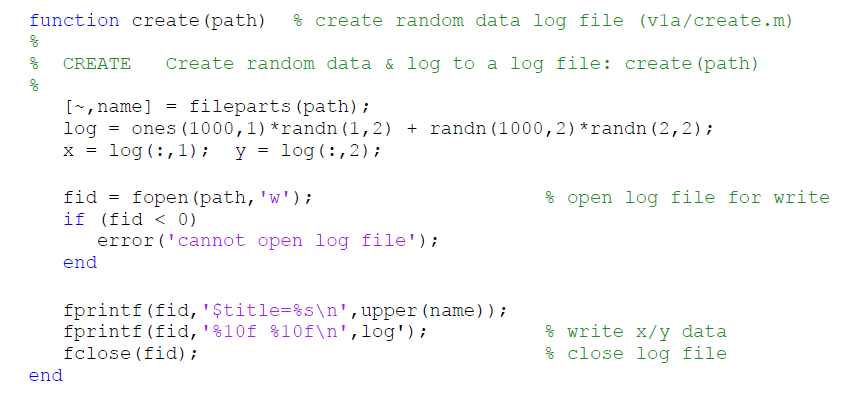 function create(path)  % create random data log file (v1a/create.m)
%
%  CREATE   Create random data & log to a log file: create(path)
%
   [~,name] = fileparts(path);
   log = ones(1000,1)*randn(1,2) + randn(1000,2)*randn(2,2);
   x = log(:,1);  y = log(:,2);

   fid = fopen(path,'w');                    % open log file for write
   if (fid < 0)
      error('cannot open log file');
   end

   fprintf(fid,'$title=%s\n',upper(name));
   fprintf(fid,'%10f %10f\n',log');          % write x/y data
   fclose(fid);                              % close log file
end